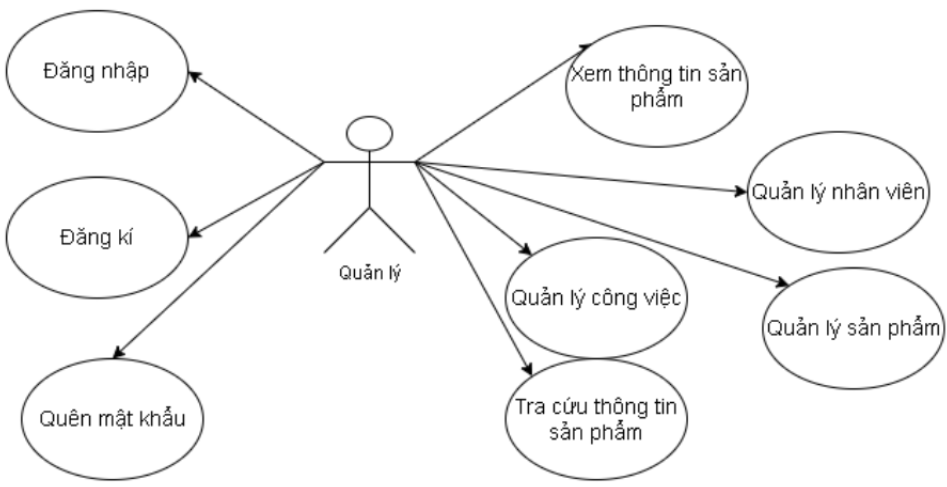 Đăng nhập
Xem thông tin sản
phẩm
Quản lý nhân viên
Đăng kí
Quản lý
Quản lý công việc
Quản lý sản phẩm
Quên mật khẩu
Tra cứu thông tin
sản phẩm